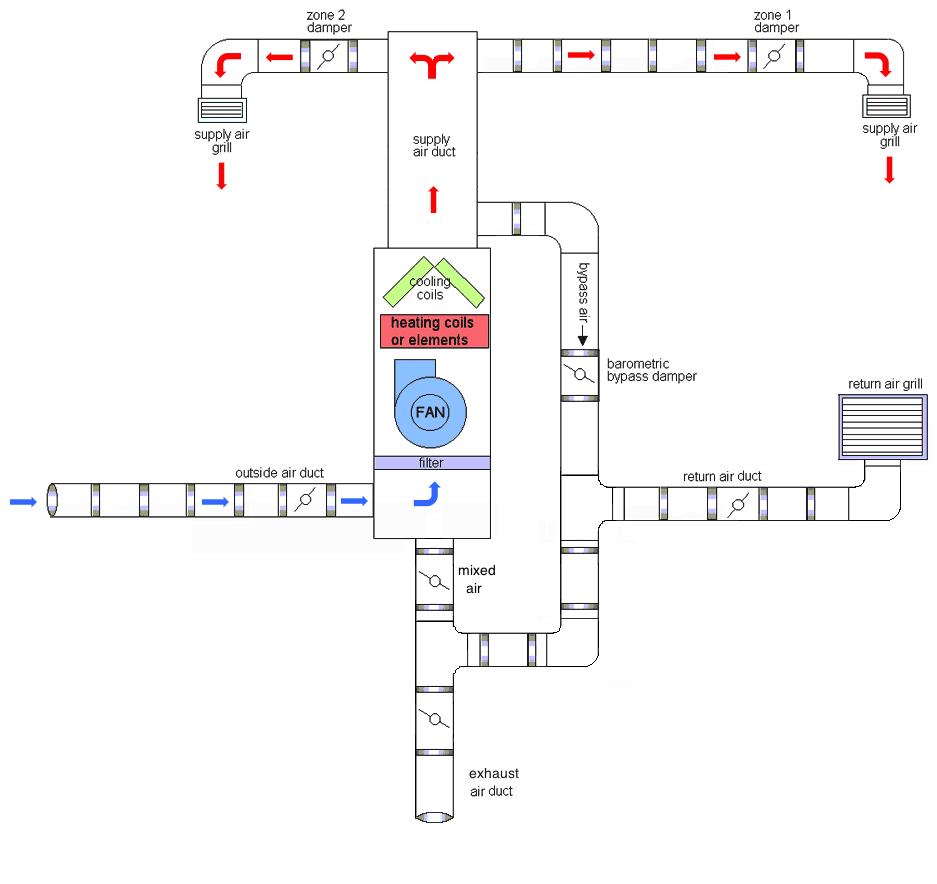 zone 2
damper
zone 1
damper
supply air
grill
supply
air duct
supply air
grill
cooling
coils
bypass air
heating coils
or elements
barometric
bypass damper
return air grill
FAN
filter
outside air duct
return air duct
mixed
air
exhaust
air duct